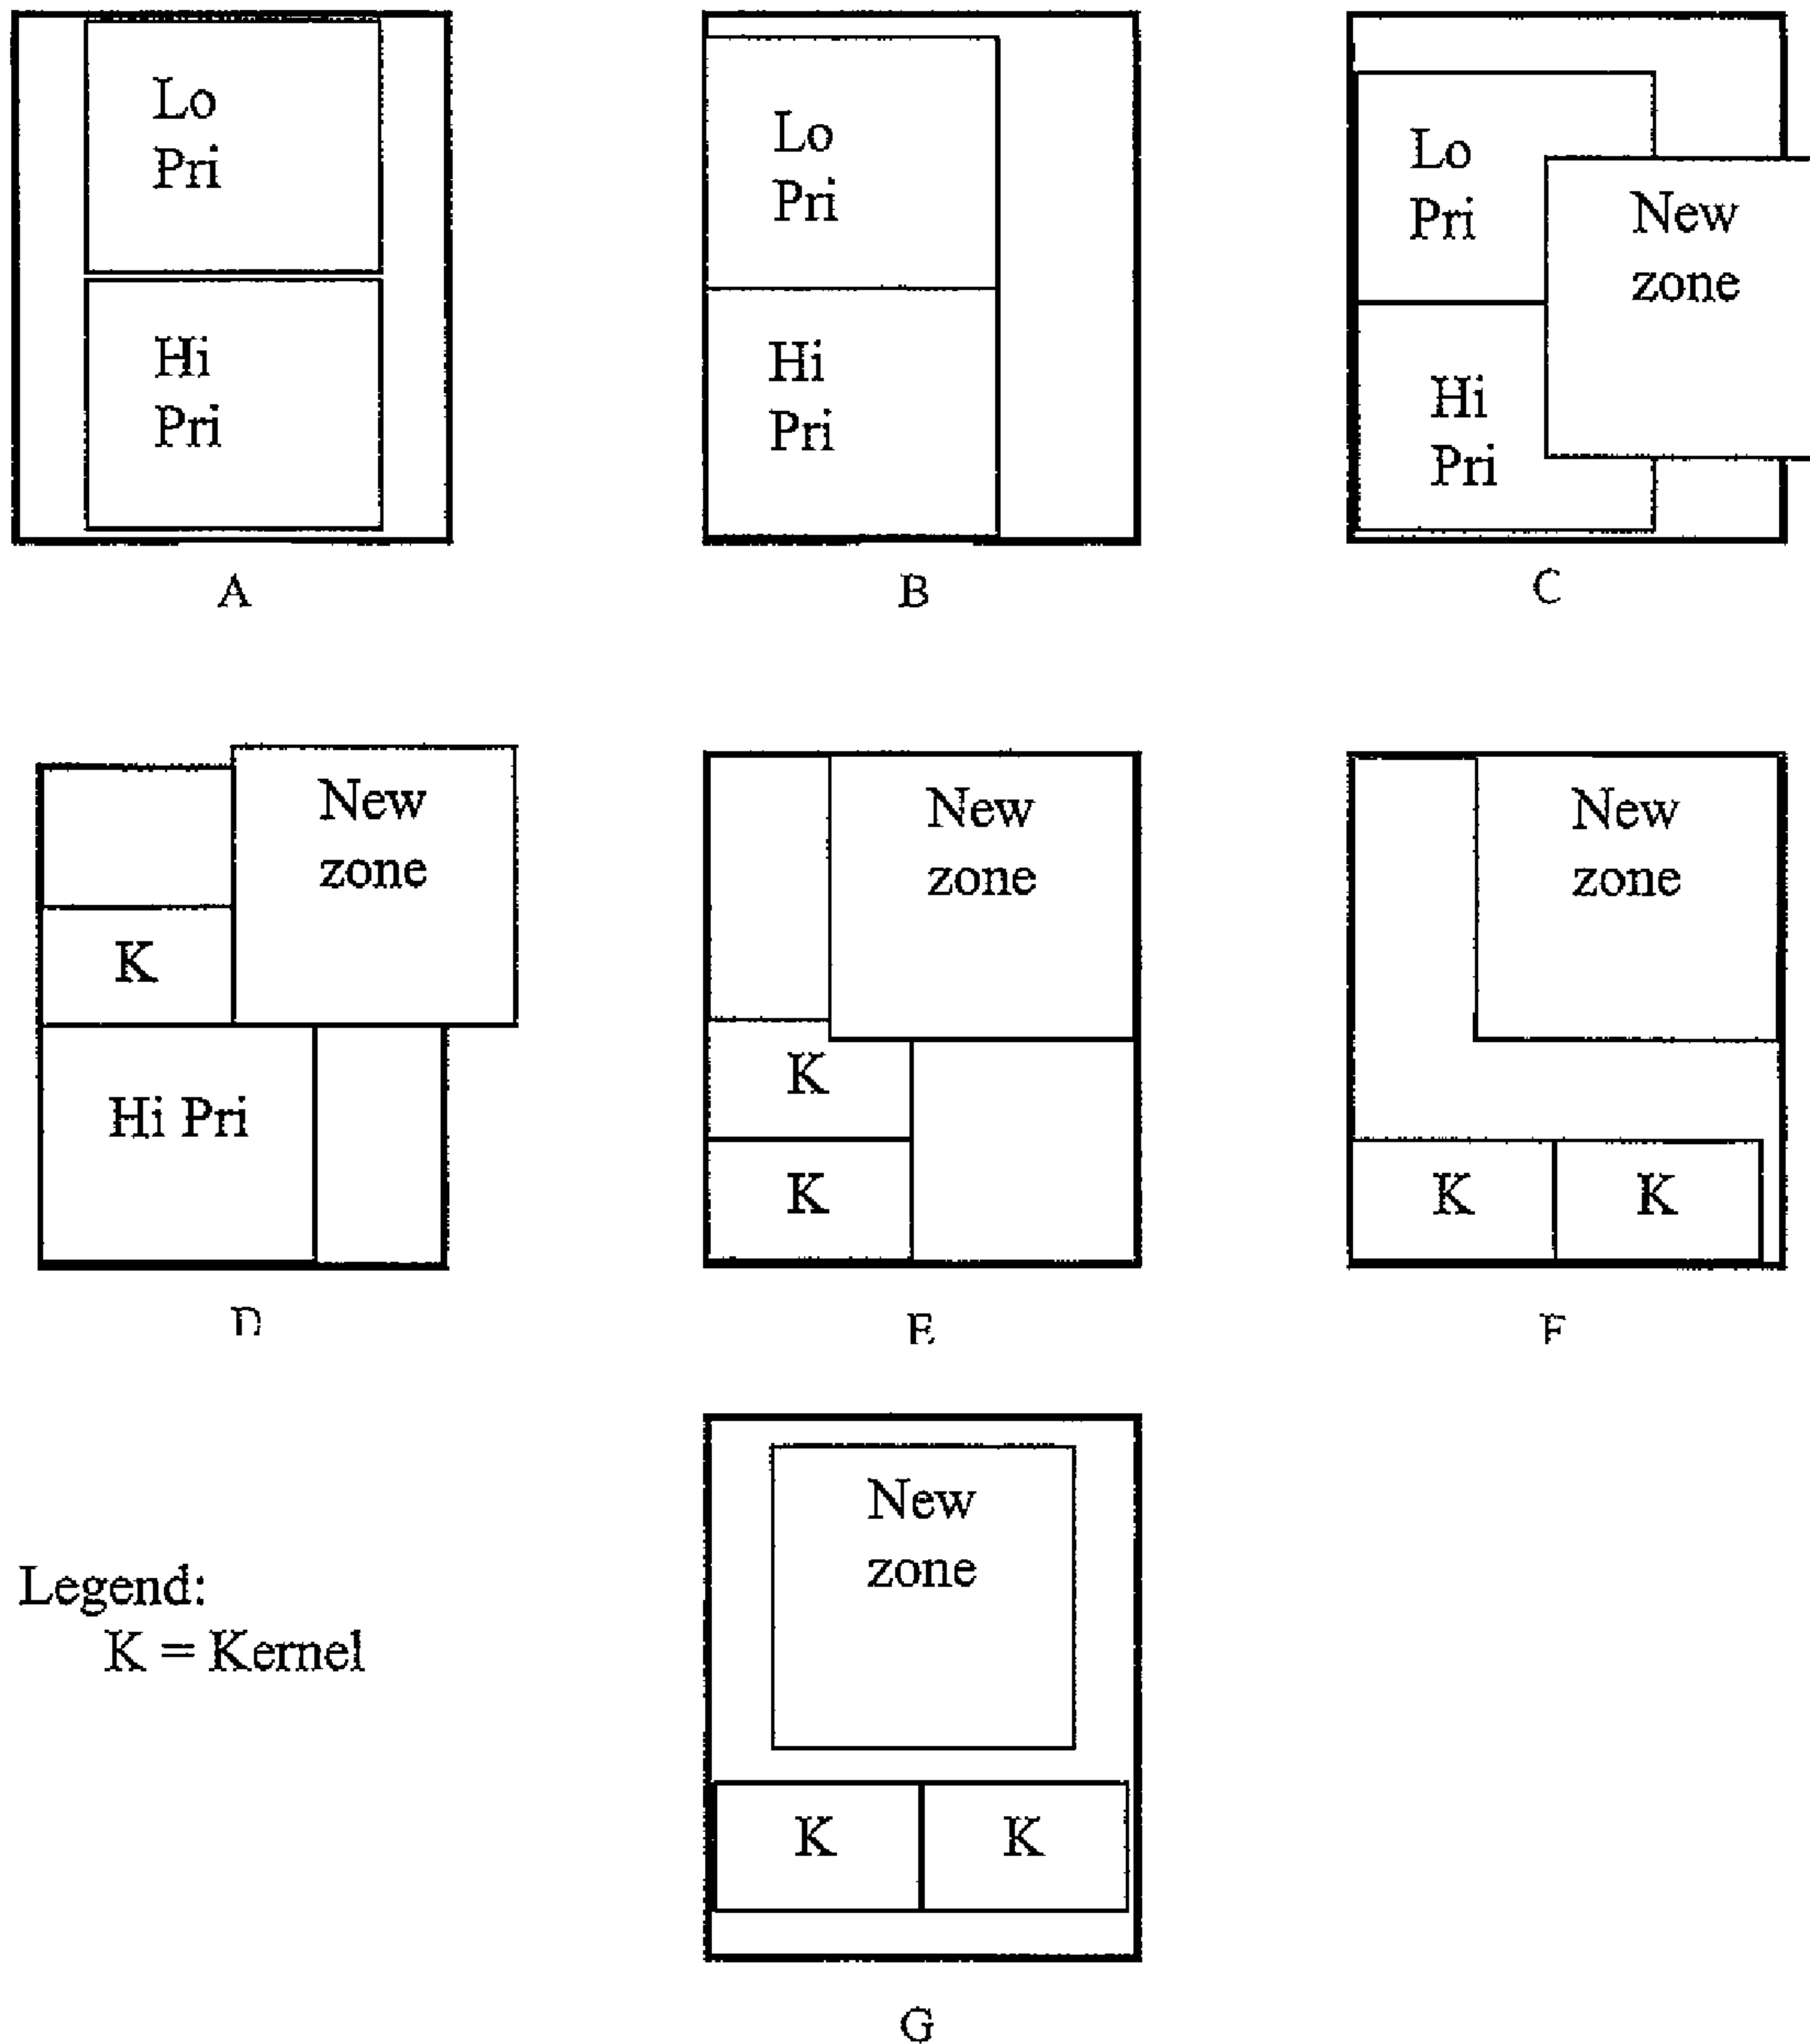 Lo
Pri
Hi
Pri
A
Lo
Pri
Hi
Pri
B
Lo
Pri
New
zone
Hi
Pri
C
New
zone
K
Hi Pri
D
New
zone
K
K
E
New
zone
K
K
F
New
zone
K
K
G
Legend:
K = Kernel